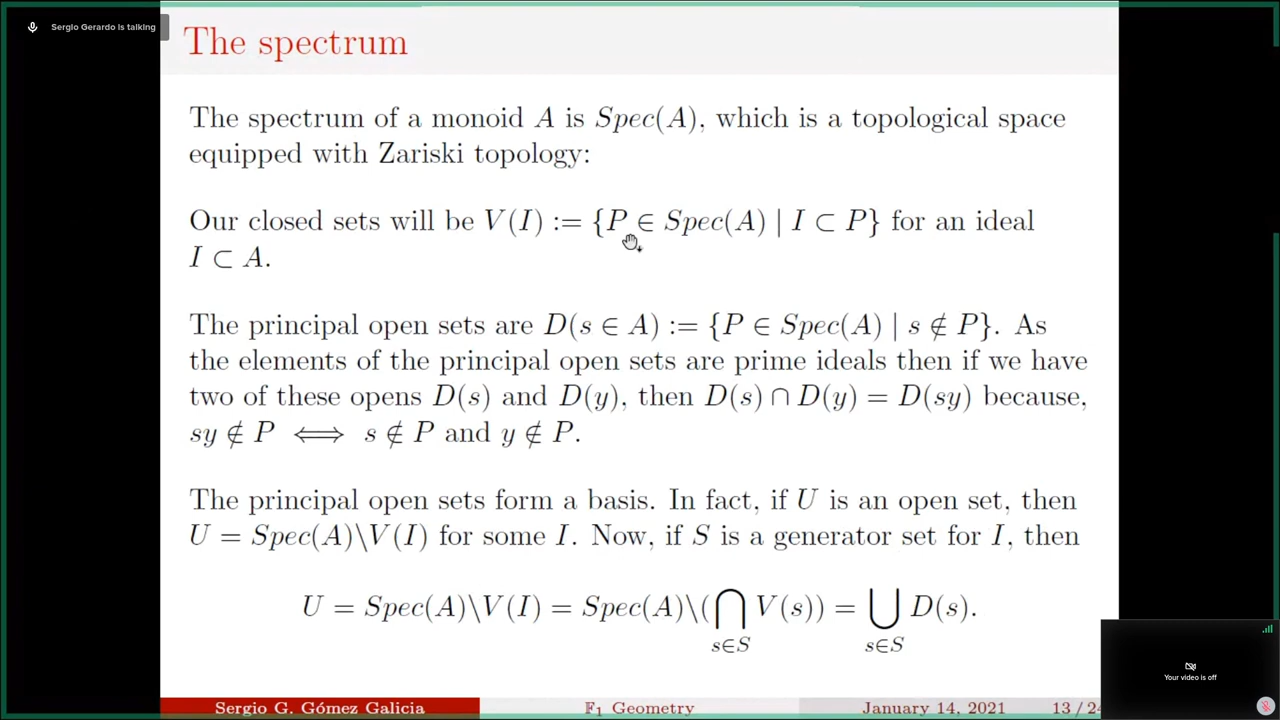 Sergio Gerardo is talking
The spectrum
The spectrum of a monoid A is Spec(A), which is a topological space
equipped with Zariski topology:
Our closed sets will be V(I) := {P ∈ Spec(A) | I ⊂ P} for an ideal
I ⊂ A.
The principal open sets are D(s ∈ A) := {P ∈ Spec(A) | s ∉ P}. As
the elements of the principal open sets are prime ideals then if we have
two of these opens D(s) and D(y), then D(s) ∩ D(y) = D(sy) because,
sy ∉ P ⟺ s ∉ P and y ∉ P.
The principal open sets form a basis. In fact, if U is an open set, then
U = Spec(A)\V(I) for some I. Now, if S is a generator set for I, then
U = Spec(A)\V(I) = Spec(A)\(⋂_{s∈S} V(s)) = ⋃_{s∈S} D(s).
Your video is off
Sergio G. Gómez Galicia 𝔽₁ Geometry January 14, 2021 13 / 24